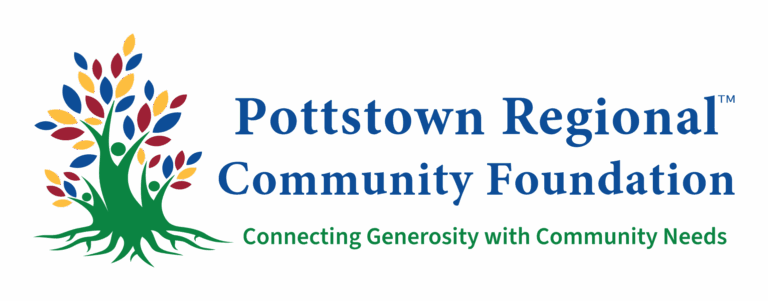 Pottstown Regional™
Community Foundation
Connecting Generosity with Community Needs